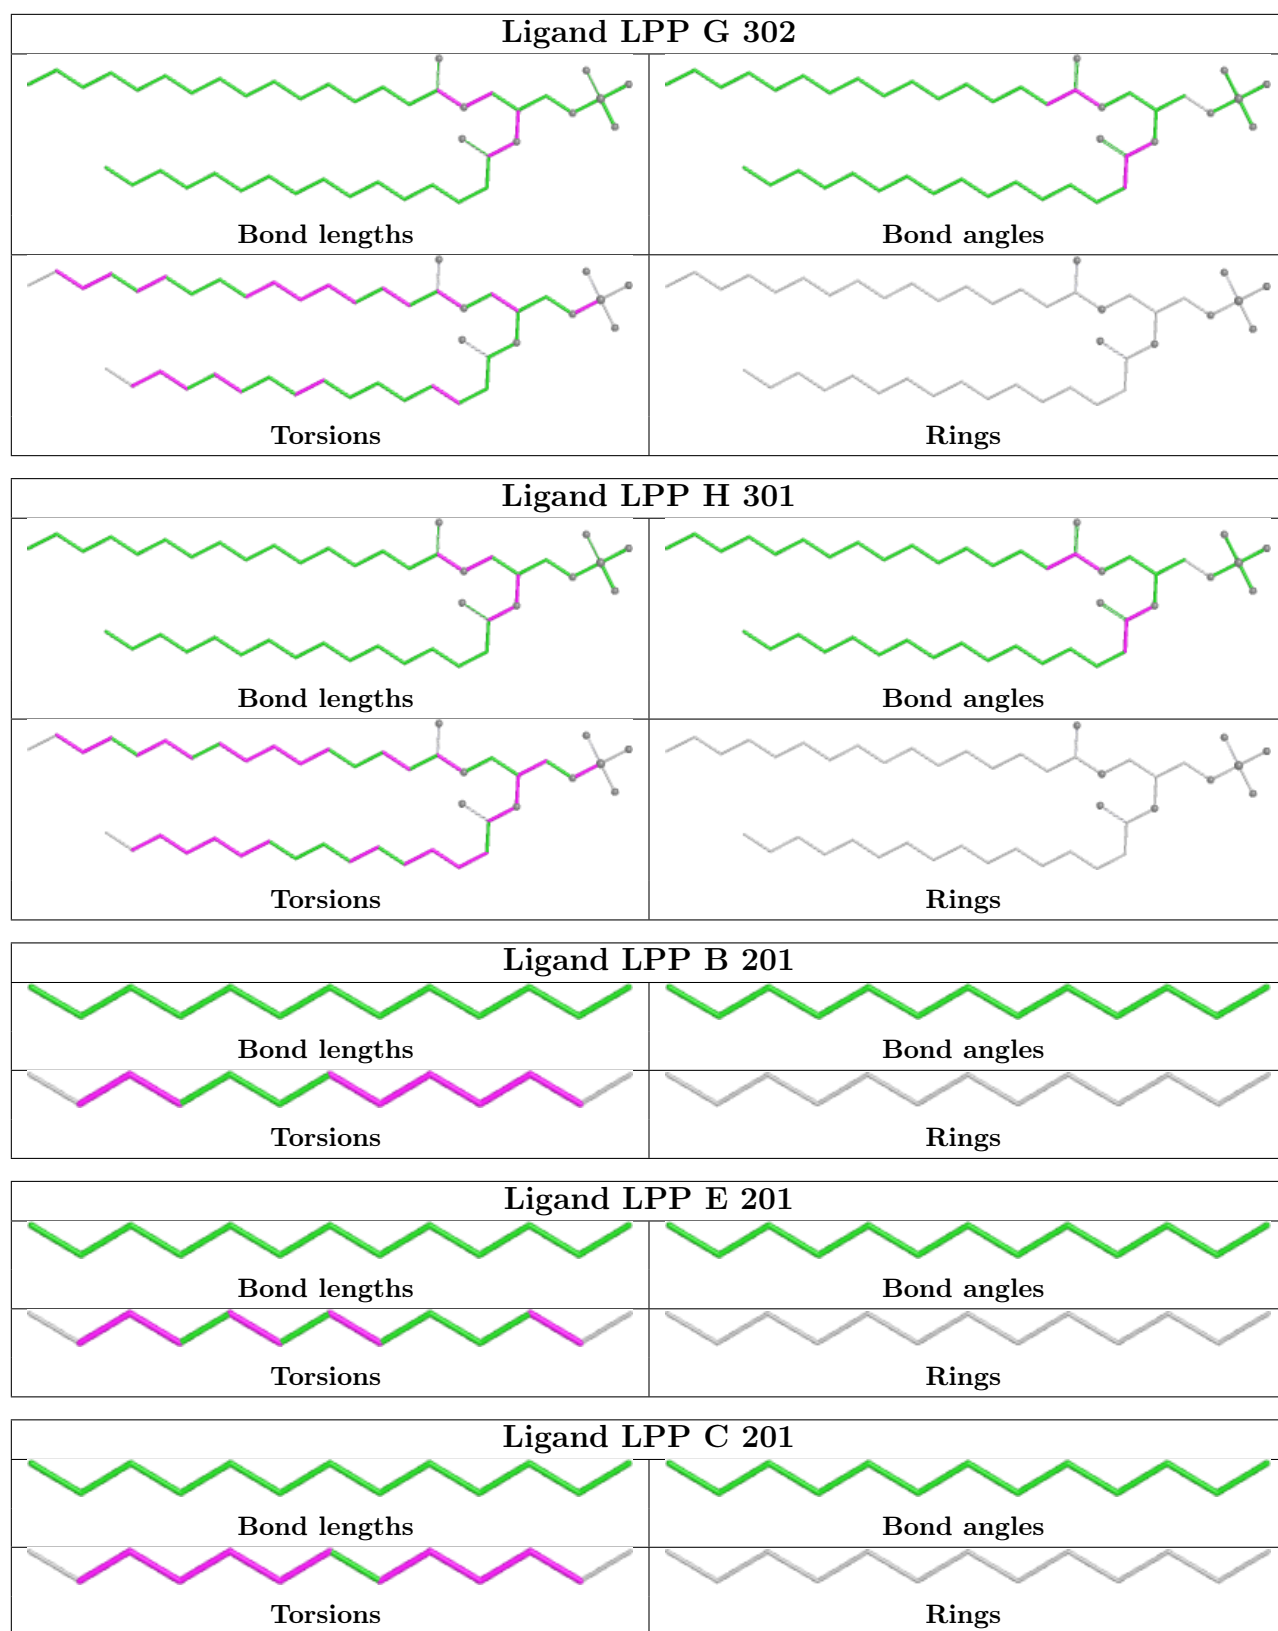 Ligand LPP G 302
Bond lengths
Bond angles
Torsions
Rings
Ligand LPP H 301
Bond lengths
Bond angles
Torsions
Rings
Ligand LPP B 201
Bond lengths
Bond angles
Torsions
Rings
Ligand LPP E 201
Bond lengths
Bond angles
Torsions
Rings
Ligand LPP C 201
Bond lengths
Bond angles
Torsions
Rings